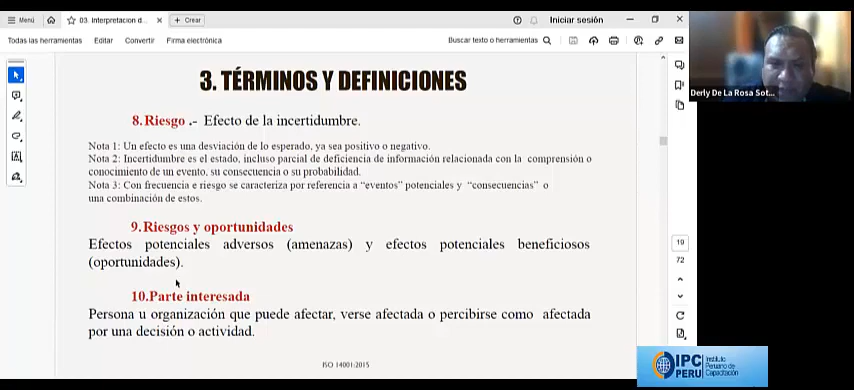 Menú
03. Interpretacion d...
Crear
Iniciar sesión
Todas las herramientas Editar Convertir Firma electrónica
Buscar texto o herramientas
Derly De La Rosa Sot...
3. TÉRMINOS Y DEFINICIONES
8. Riesgo .- Efecto de la incertidumbre.
Nota 1: Un efecto es una desviación de lo esperado, ya sea positivo o negativo.
Nota 2: Incertidumbre es el estado, incluso parcial de deficiencia de información relacionada con la comprensión o
conocimiento de un evento, su consecuencia o su probabilidad.
Nota 3: Con frecuencia e riesgo se caracteriza por referencia a “eventos” potenciales y “consecuencias” o
una combinación de estos.
9.Riesgos y oportunidades
Efectos potenciales adversos (amenazas) y efectos potenciales beneficiosos
(oportunidades).
10.Parte interesada
Persona u organización que puede afectar, verse afectada o percibirse como afectada
por una decisión o actividad.
ISO 14001:2015
19
72
IPC
PERU
Instituto
Peruano de
Capacitación